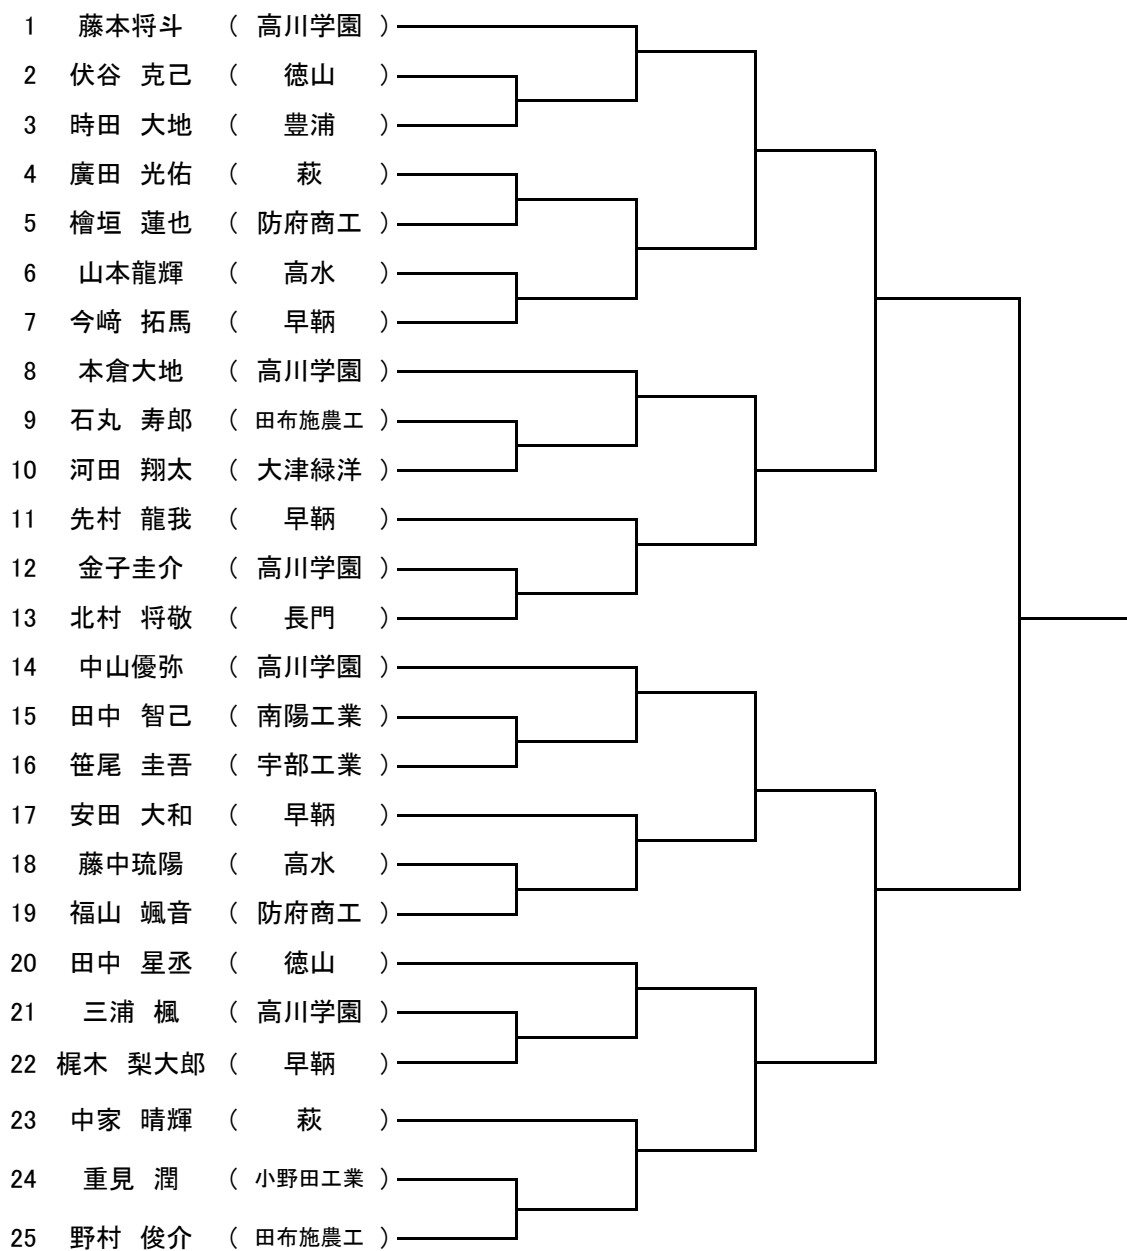 1 藤本将斗 ( 高川学園 )
2 伏谷 克己 ( 徳山 )
3 時田 大地 ( 豊浦 )
4 廣田 光佑 ( 萩 )
5 檜垣 蓮也 ( 防府商工 )
6 山本龍輝 ( 高水 )
7 今﨑 拓馬 ( 早鞆 )
8 本倉大地 ( 高川学園 )
9 石丸 寿郎 ( 田布施農工 )
10 河田 翔太 ( 大津緑洋 )
11 先村 龍我 ( 早鞆 )
12 金子圭介 ( 高川学園 )
13 北村 将敬 ( 長門 )
14 中山優弥 ( 高川学園 )
15 田中 智己 ( 南陽工業 )
16 笹尾 圭吾 ( 宇部工業 )
17 安田 大和 ( 早鞆 )
18 藤中琉陽 ( 高水 )
19 福山 颯音 ( 防府商工 )
20 田中 星丞 ( 徳山 )
21 三浦 楓 ( 高川学園 )
22 梶木 梨大郎 ( 早鞆 )
23 中家 晴輝 ( 萩 )
24 重見 潤 ( 小野田工業 )
25 野村 俊介 ( 田布施農工 )